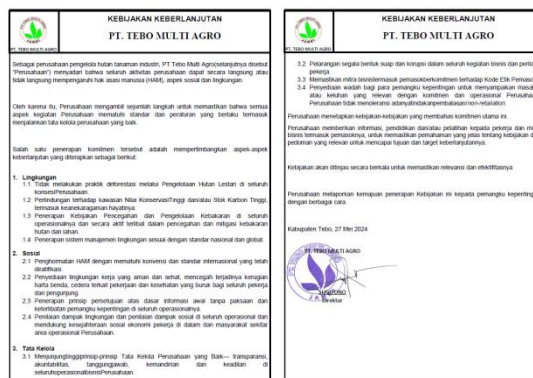 KEBIJAKAN KEBERLANJUTAN
PT. TEBO MULTI AGRO
PT. TEBO MULTI AGRO
Sebagai perusahaan pengelola hutan tanaman industri, PT Tebo Multi Agro(selanjutnya disebut
"Perusahaan") menyadari bahwa seluruh aktivitas perusahaan dapat secara langsung atau
tidak langsung mempengaruhi hak asasi manusia (HAM), aspek sosial dan lingkungan.
Oleh karena itu, Perusahaan mengambil sejumlah langkah untuk memastikan bahwa semua
aspek kegiatan Perusahaan mematuhi standar dan peraturan yang berlaku termasuk
menjalankan tata kelola perusahaan yang baik.
Salah satu penerapan komitmen tersebut adalah mempertimbangkan aspek-aspek
keberlanjutan yang diterapkan sebagai berikut:
1. Lingkungan
1.1 Tidak melakukan praktik deforestasi melalui Pengelolaan Hutan Lestari di seluruh
konsesiPerusahaan.
1.2 Perlindungan terhadap kawasan Nilai KonservasiTinggi dan/atau Stok Karbon Tinggi,
termasuk keanekaragaman hayatinya.
1.3 Penerapan Kebijakan Pencegahan dan Pengelolaan Kebakaran di seluruh
operasionalnya dan secara aktif terlibat dalam pencegahan dan mitigasi kebakaran
hutan dan lahan.
1.4 Penerapan sistem manajemen lingkungan sesuai dengan standar nasional dan global.
2. Sosial
2.1 Penghormatan HAM dengan mematuhi konvensi dan standar internasional yang telah
diratifikasi.
2.2 Penyediaan lingkungan kerja yang aman dan sehat, mencegah terjadinya kerugian
harta benda, cedera terkait pekerjaan dan kesehatan yang buruk bagi seluruh pekerja
dan pengunjung.
2.3 Penerapan prinsip persetujuan atas dasar informasi awal tanpa paksaan dan
keterlibatan pemangku kepentingan di seluruh operasionalnya.
2.4 Penilaian dampak lingkungan dan penilaian dampak sosial di seluruh operasional dan
mendukung kesejahteraan sosial ekonomi pekerja di dalam dan masyarakat sekitar
area operasional Perusahaan.
3. Tata Kelola
3.1 Menjunjungtinggiprinsip-prinsip Tata Kelola Perusahaan yang Baik— transparansi,
akuntabilitas, tanggungjawab, kemandirian dan keadilan di
seluruhoperasionalbisnisPerusahaan.
KEBIJAKAN KEBERLANJUTAN
PT. TEBO MULTI AGRO
PT. TEBO MULTI AGRO
3.2 Pelarangan segala bentuk suap dan korupsi dalam seluruh kegiatan bisnis dan perila
pekerja.
3.3 Memastikan mitra bisnistermasuk pemasokberkomitmen terhadap Kode Etik Pemaso
3.4 Penyediaan wadah bagi para pemangku kepentingan untuk menyampaikan masal
atau keluhan yang relevan dengan komitmen dan operasional Perusahaa
Perusahaan tidak menoleransi adanyatindakanpembalasan/non-retaliation.
Perusahaan menetapkan kebijakan-kebijakan yang membahas komitmen utama ini.
Perusahaan memberikan informasi, pendidikan dan/atau pelatihan kepada pekerja dan mi
bisnis termasuk pemasoknya, untuk memastikan pemahaman yang jelas tentang kebijakan d
pedoman yang relevan untuk mencapai tujuan dan target keberlanjutannya.
Kebijakan akan ditinjau secara berkala untuk memastikan relevansi dan efektifitasnya.
Perusahaan melaporkan kemajuan penerapan Kebijakan ini kepada pemangku kepenting
dengan berbagai cara.
Kabupaten Tebo, 27 Mei 2024
PT. TEBO MULTI AGRO
Direktur